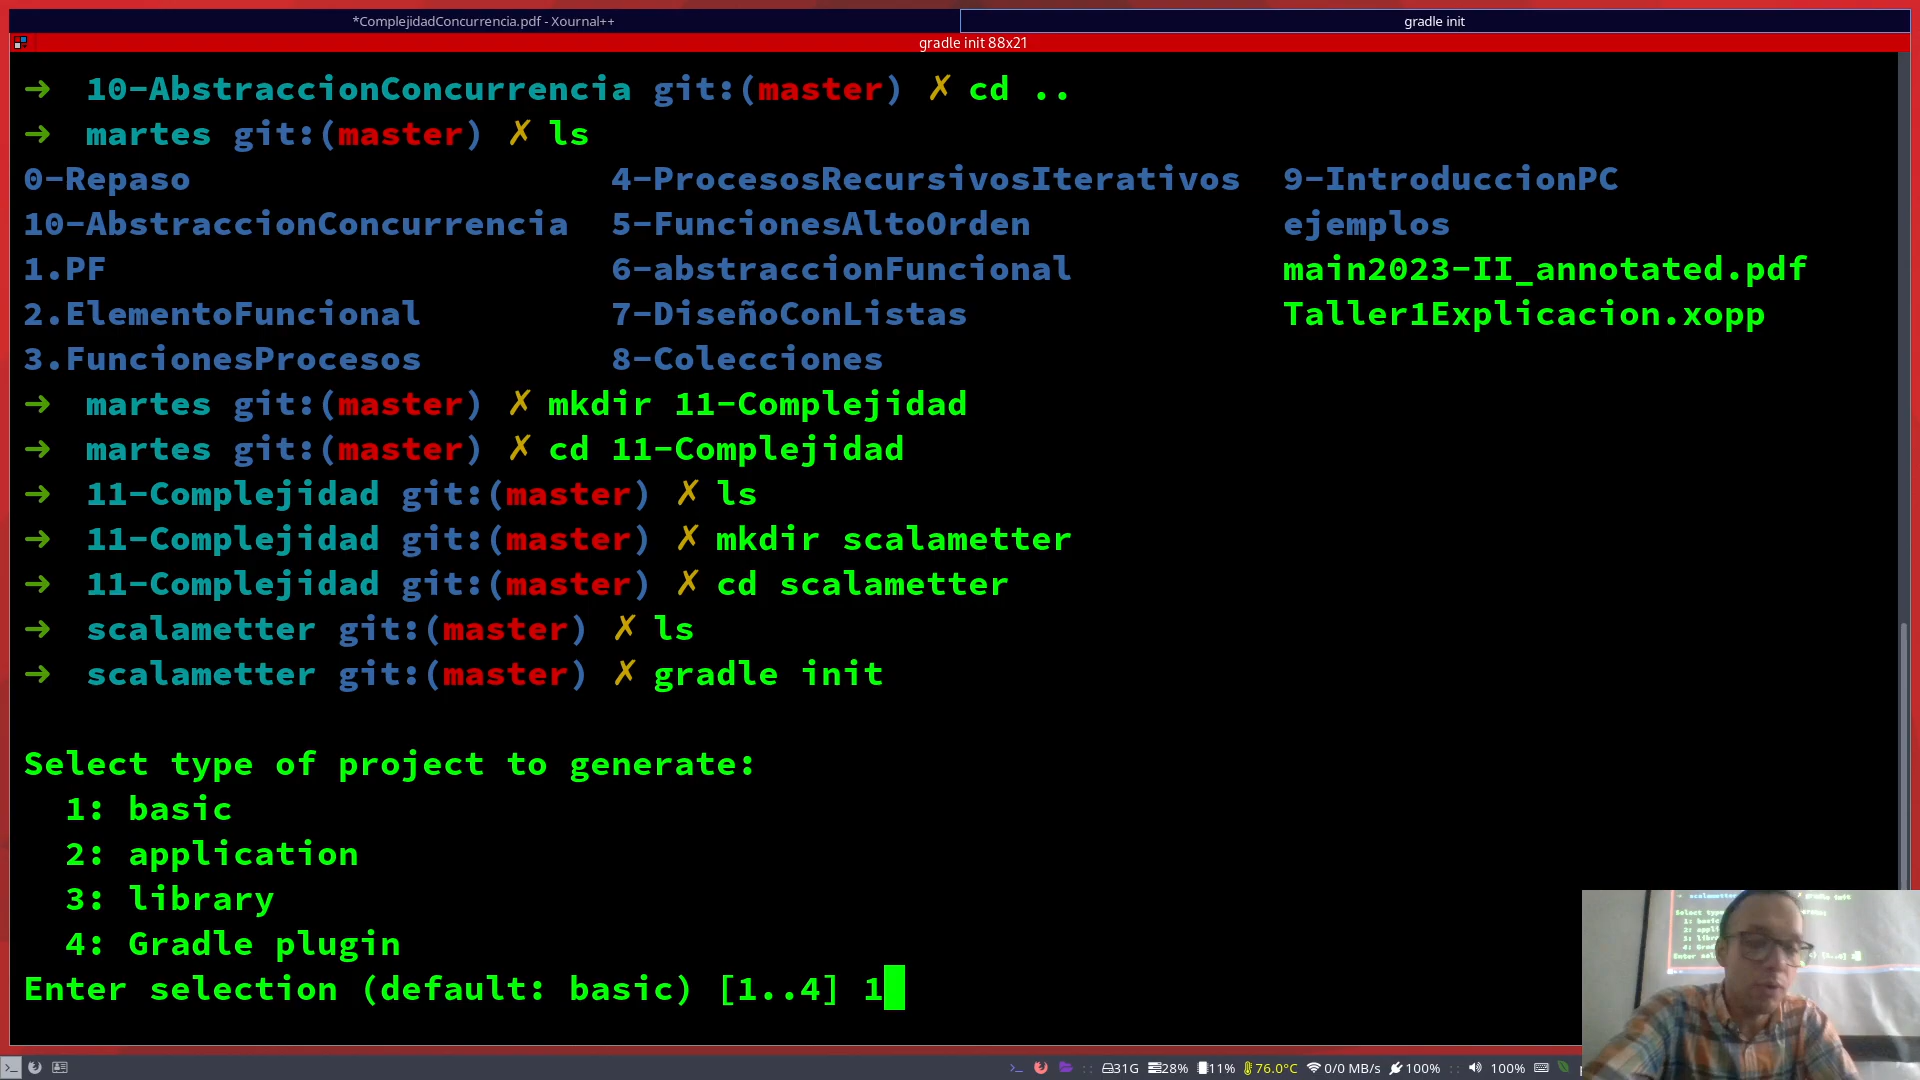 *ComplejidadConcurrencia.pdf - Xournal++
gradle init
gradle init 88x21
➜ 10-AbstraccionConcurrencia git:(master) ✗ cd ..
➜ martes git:(master) ✗ ls
0-Repaso 4-ProcesosRecursivosIterativos 9-IntroduccionPC
10-AbstraccionConcurrencia 5-FuncionesAltoOrden ejemplos
1.PF 6-abstraccionFuncional main2023-II_annotated.pdf
2.ElementoFuncional 7-DiseñoConListas Taller1Explicacion.xopp
3.FuncionesProcesos 8-Colecciones
➜ martes git:(master) ✗ mkdir 11-Complejidad
➜ martes git:(master) ✗ cd 11-Complejidad
➜ 11-Complejidad git:(master) ✗ ls
➜ 11-Complejidad git:(master) ✗ mkdir scalametter
➜ 11-Complejidad git:(master) ✗ cd scalametter
➜ scalametter git:(master) ✗ ls
➜ scalametter git:(master) ✗ gradle init
Select type of project to generate:
1: basic
2: application
3: library
4: Gradle plugin
Enter selection (default: basic) [1..4] 1
31G 28% 11% 76.0°C 0/0 MB/s 100% 100%